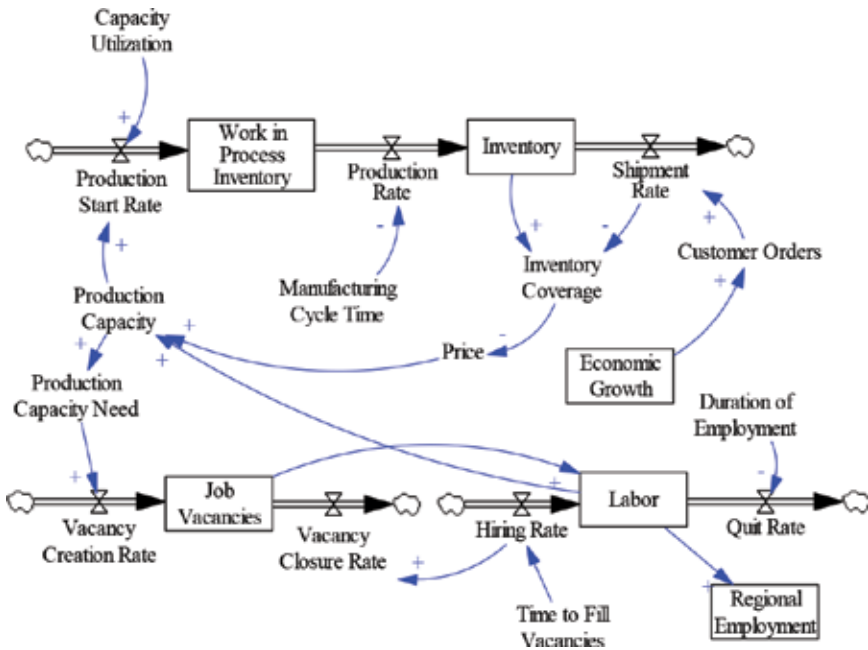 Capacity
Utilization
Work in
Process
Inventory
Inventory
Production
Start Rate
Production
Rate
Shipment
Rate
+
+
-
+
-
+
Manufacturing
Cycle Time
Inventory
Coverage
Customer Orders
+
Production
Capacity
+
+
-
Price
Economic
Growth
+
Production
Capacity Need
Duration of
Employment
+
-
+
Job
Vacancies
Labor
Vacancy
Creation Rate
Vacancy
Closure Rate
Hiring Rate
Quit Rate
+
+
Time to Fill
Vacancies
Regional
Employment